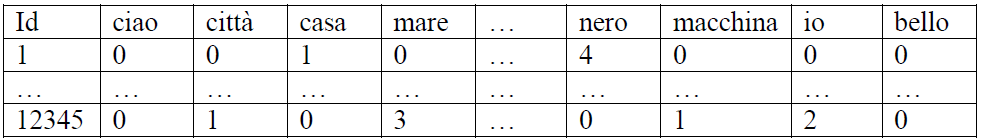 Id ciao città casa mare … nero macchina io bello
1 0 0 1 0 … 4 0 0 0
… … … … … … … … … …
12345 0 1 0 3 … 0 1 2 0